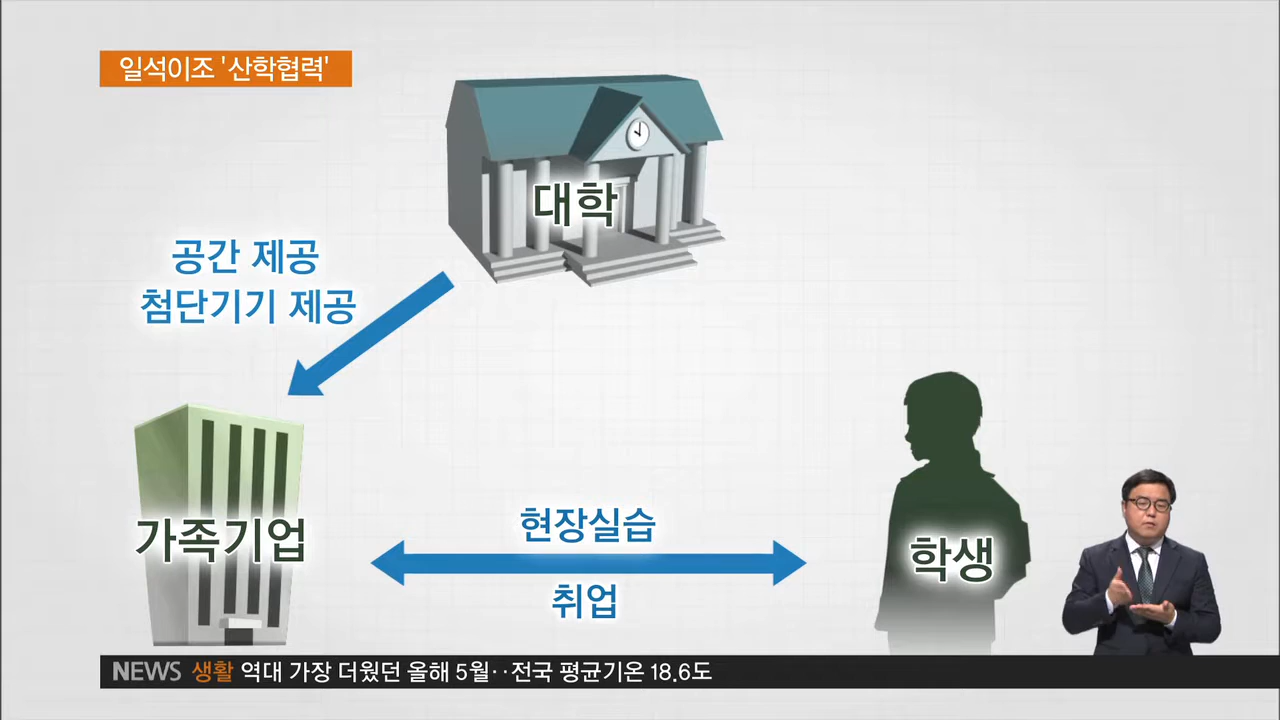 일석이조 '산학협력'
대학
공간 제공
첨단기기 제공
가족기업
현장실습
취업
학생
NEWS 생활 역대 가장 더웠던 올해 5월‥전국 평균기온 18.6도